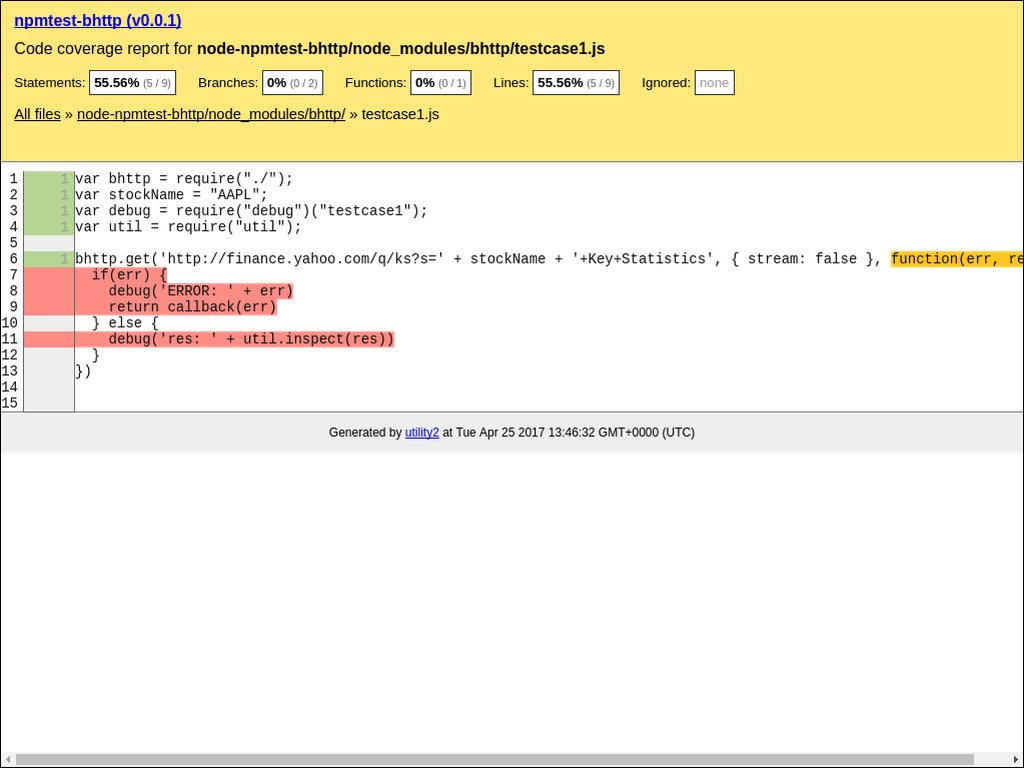 npmtest-bhttp (v0.0.1)
Code coverage report for node-npmtest-bhttp/node_modules/bhttp/testcase1.js
Statements: 55.56% (5 / 9) Branches: 0% (0 / 2) Functions: 0% (0 / 1) Lines: 55.56% (5 / 9) Ignored: none
All files » node-npmtest-bhttp/node_modules/bhttp/ » testcase1.js
1 1 var bhttp = require("./");
2 1 var stockName = "AAPL";
3 1 var debug = require("debug")("testcase1");
4 1 var util = require("util");
5
6 1 bhttp.get('http://finance.yahoo.com/q/ks?s=' + stockName + '+Key+Statistics', { stream: false }, function(err, re
7 if(err) {
8 debug('ERROR: ' + err)
9 return callback(err)
10 } else {
11 debug('res: ' + util.inspect(res))
12 }
13 })
14
15
Generated by utility2 at Tue Apr 25 2017 13:46:32 GMT+0000 (UTC)